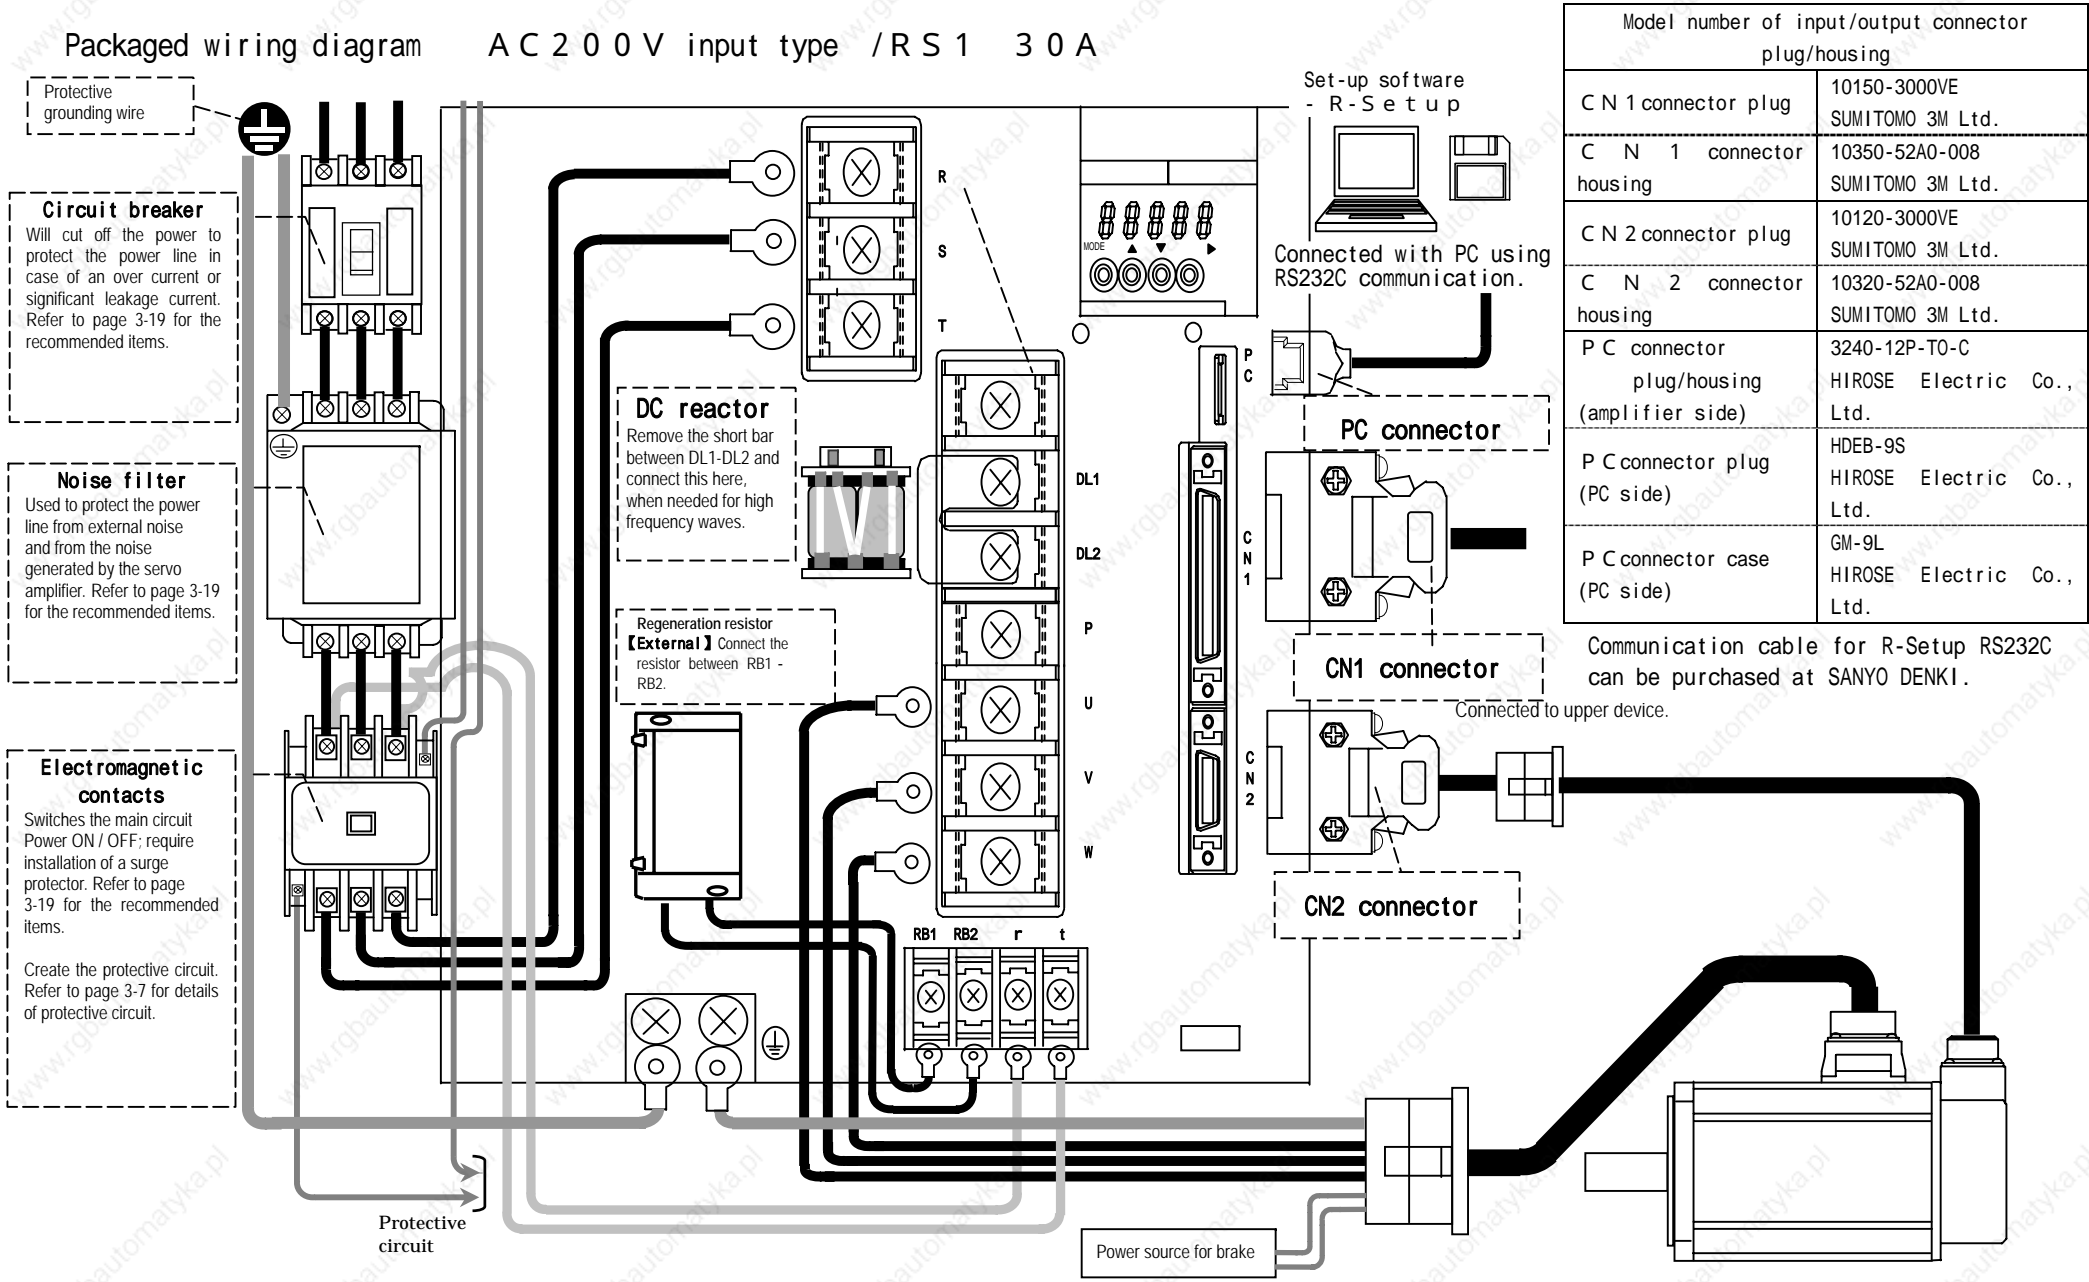 Packaged wiring diagram AC200V input type /RS1 30A
Protective
grounding wire
Circuit breaker
Will cut off the power to
protect the power line in
case of an over current or
significant leakage current.
Refer to page 3-19 for the
recommended items.
Noise filter
Used to protect the power
line from external noise
and from the noise
generated by the servo
amplifier. Refer to page 3-19
for the recommended items.
Electromagnetic
contacts
Switches the main circuit
Power ON / OFF; require
installation of a surge
protector. Refer to page
3-19 for the recommended
items.
Create the protective circuit.
Refer to page 3-7 for details
of protective circuit.
Protective
circuit
DC reactor
Remove the short bar
between DL1-DL2 and
connect this here,
when needed for high
frequency waves.
Regeneration resistor
【External】Connect the
resistor between RB1 -
RB2.
R
S
T
DL1
DL2
P
U
V
W
RB1 RB2 r t
MODE
PC
CN1
CN2
Set-up software
- R-Setup
Connected with PC using
RS232C communication.
PC connector
CN1 connector
Connected to upper device.
CN2 connector
Power source for brake
Model number of input/output connector
plug/housing
CN1 connector plug
10150-3000VE
SUMITOMO 3M Ltd.
CN1 connector
housing
10350-52A0-008
SUMITOMO 3M Ltd.
CN2 connector plug
10120-3000VE
SUMITOMO 3M Ltd.
CN2 connector
housing
10320-52A0-008
SUMITOMO 3M Ltd.
PC connector
plug/housing
(amplifier side)
3240-12P-TO-C
HIROSE Electric Co.,
Ltd.
PC connector plug
(PC side)
HDEB-9S
HIROSE Electric Co.,
Ltd.
PC connector case
(PC side)
GM-9L
HIROSE Electric Co.,
Ltd.
Communication cable for R-Setup RS232C
can be purchased at SANYO DENKI.
www.rgbautomatyka.pl